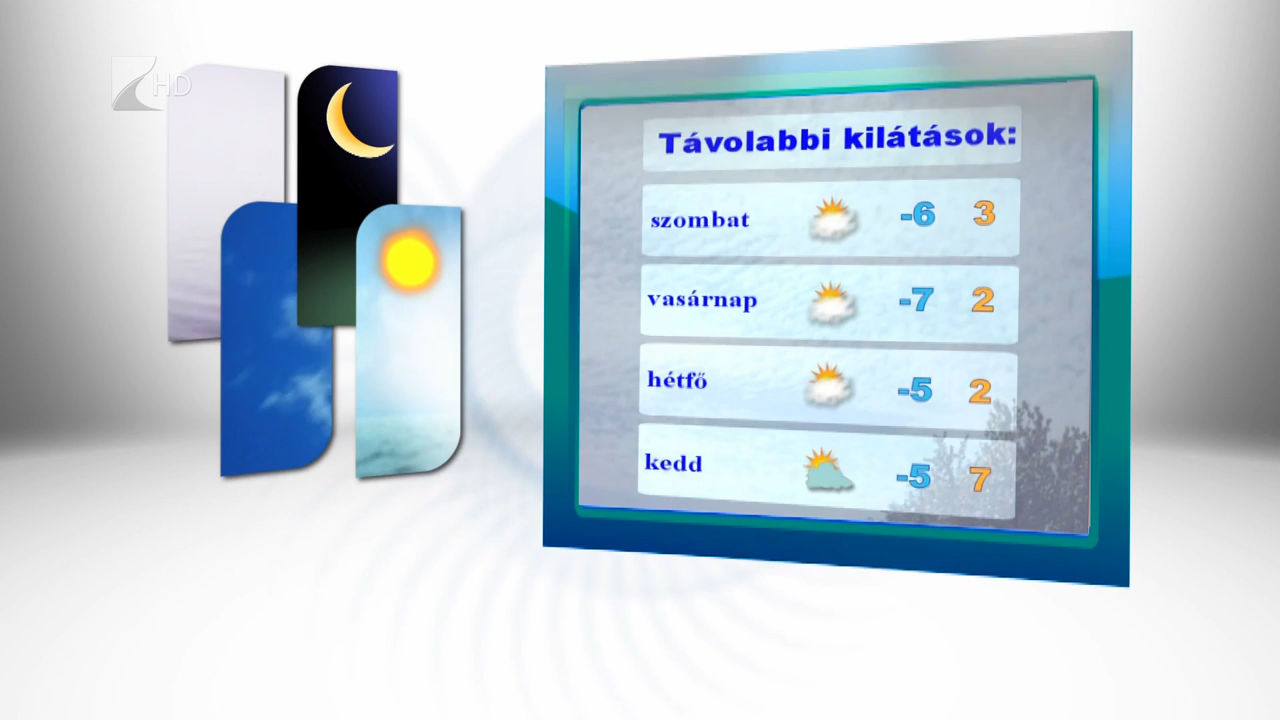 HD
Távolabbi kilátások:
szombat -6 3
vasárnap -7 2
hétfő -5 2
kedd -5 7